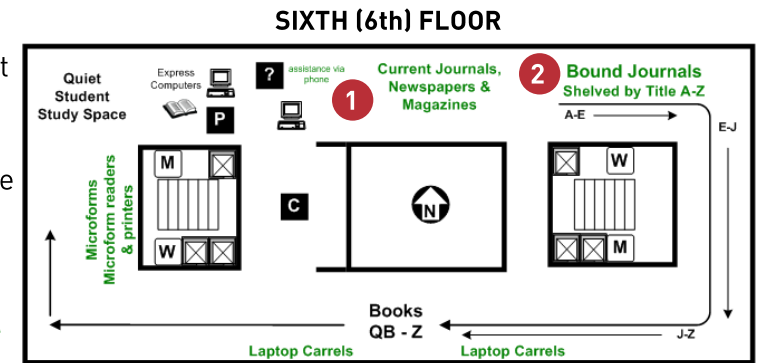 SIXTH (6th) FLOOR
t
e
Quiet
Student
Study Space
Express
Computers
P
?
assistance via
phone
1
Current Journals,
Newspapers &
Magazines
2
Bound Journals
Shelved by Title A-Z
A-E
E-J
Microforms
Microform readers
& printers
M
W
C
N
W
M
Books
QB - Z
J-Z
Laptop Carrels
Laptop Carrels